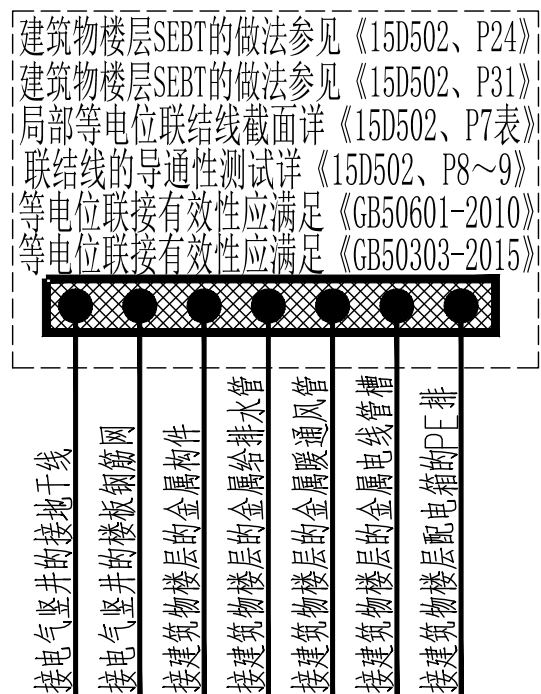 建筑物楼层SEBT的做法参见《15D502、P24》
建筑物楼层SEBT的做法参见《15D502、P31》
局部等电位联结线截面详《15D502、P7表》
联结线的导通性测试详《15D502、P8～9》
等电位联接有效性应满足《GB50601-2010》
等电位联接有效性应满足《GB50303-2015》
接电气竖井的接地干线
接电气竖井的楼板钢筋网
接建筑物楼层的金属构件
接建筑物楼层的金属给排水管
接建筑物楼层的金属暖通风管
接建筑物楼层的金属电线管槽
接建筑物楼层配电箱的PE排